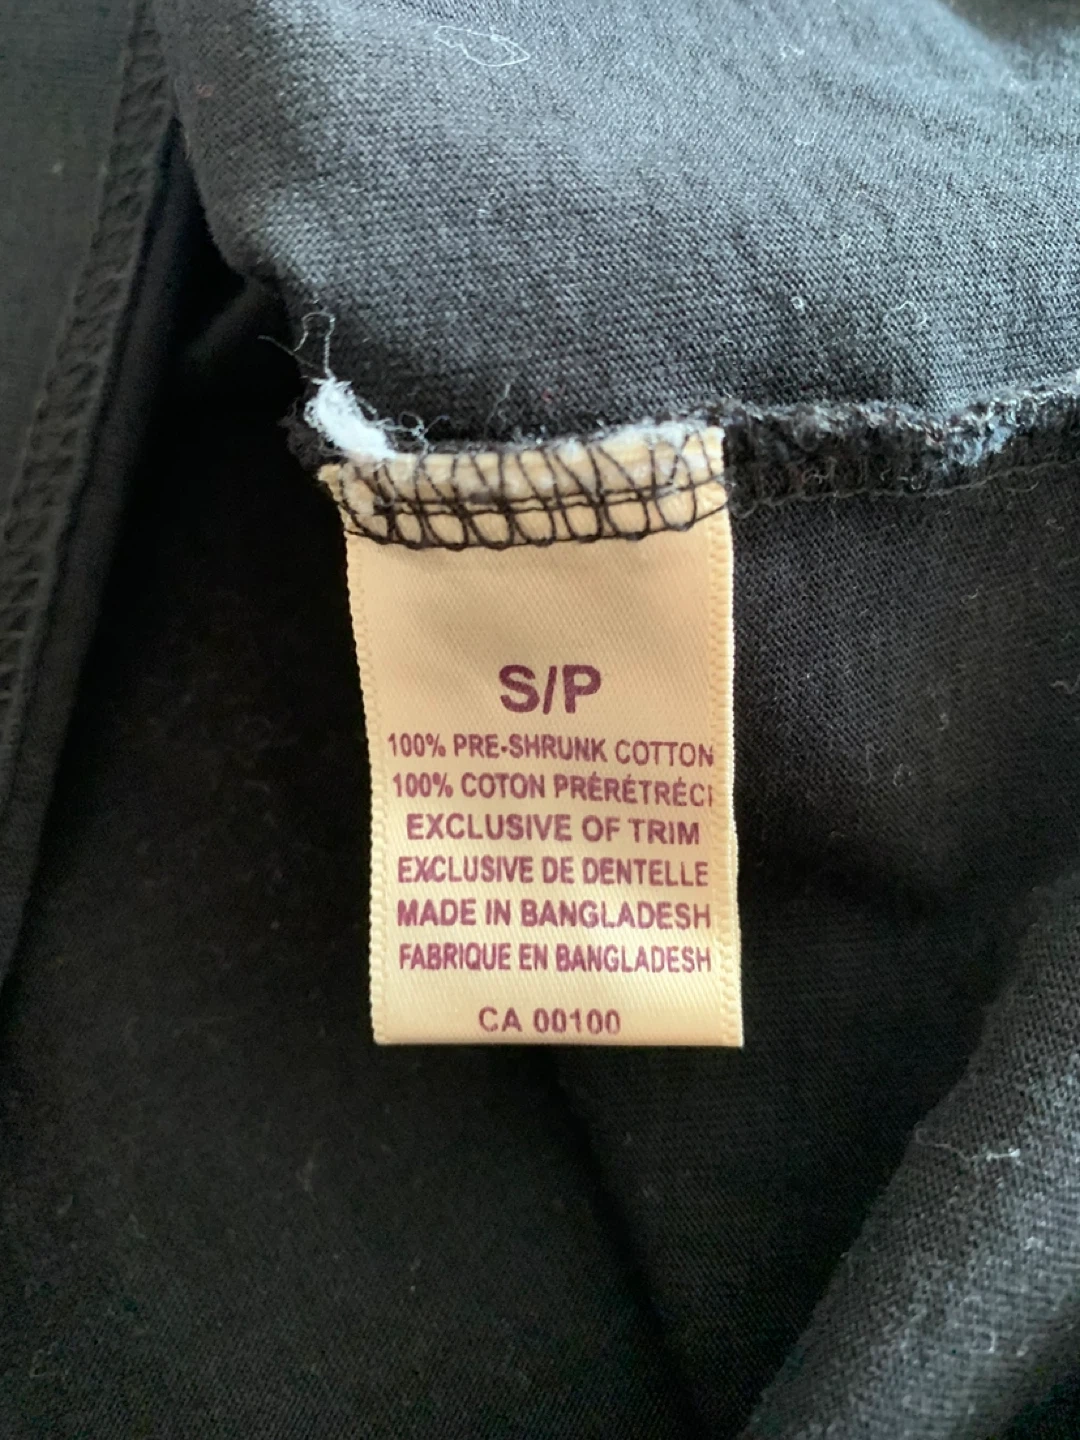 S/P
100% PRE-SHRUNK COTTON
100% COTON PRÉRÉTRÉCI
EXCLUSIVE OF TRIM
EXCLUSIVE DE DENTELLE
MADE IN BANGLADESH
FABRIQUE EN BANGLADESH
CA 00100